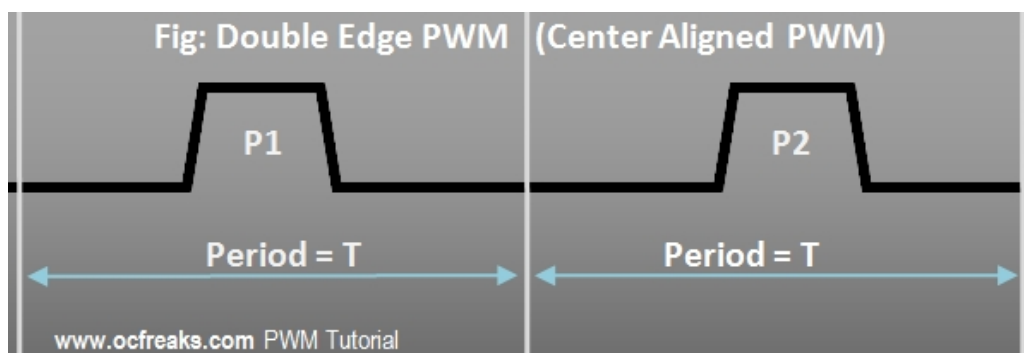 Fig: Double Edge PWM (Center Aligned PWM)
P1
P2
Period = T
Period = T
www.ocfreaks.com PWM Tutorial